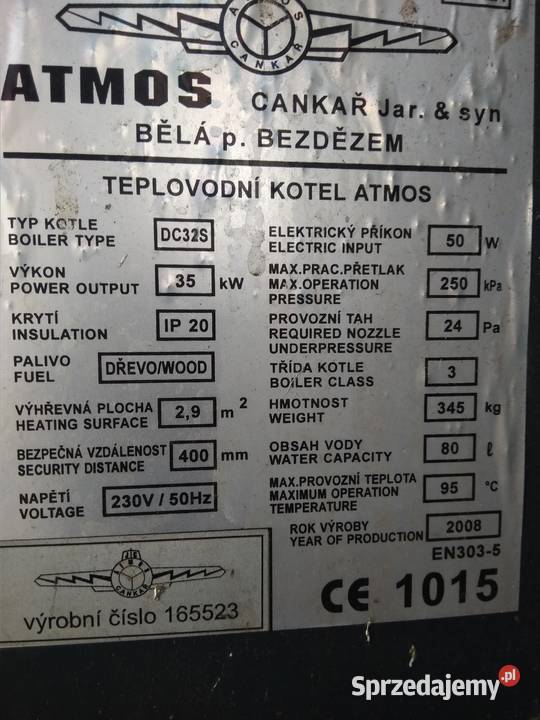 ATMOS
CANKAŘ
ATMOS CANKAŘ Jar. & syn
BĚLÁ p. BEZDĚZEM
TEPLOVODNÍ KOTEL ATMOS
TYP KOTLE
BOILER TYPE DC32S
VÝKON
POWER OUTPUT 35 kW
KRYTÍ
INSULATION IP 20
PALIVO
FUEL DŘEVO/WOOD
VÝHŘEVNÁ PLOCHA
HEATING SURFACE 2,9 m²
BEZPEČNÁ VZDÁLENOST
SECURITY DISTANCE 400 mm
NAPĚTÍ
VOLTAGE 230V / 50Hz
ELEKTRICKÝ PŘÍKON
ELECTRIC INPUT 50 W
MAX.PRAC.PŘETLAK
MAX.OPERATION
PRESSURE 250 kPa
PROVOZNÍ TAH
REQUIRED NOZZLE
UNDERPRESSURE 24 Pa
TŘÍDA KOTLE
BOILER CLASS 3
HMOTNOST
WEIGHT 345 kg
OBSAH VODY
WATER CAPACITY 80 ℓ
MAX.PROVOZNÍ TEPLOTA
MAXIMUM OPERATION
TEMPERATURE 95 °C
ROK VÝROBY
YEAR OF PRODUCTION 2008
EN303-5
CE 1015
JS
ATMOS
CANKAŘ
výrobní číslo 165523
Sprzedajemy.pl